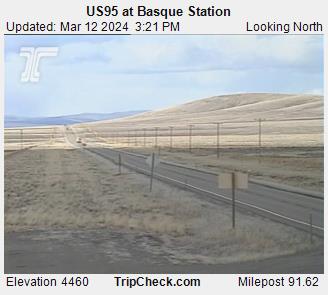 US95 at Basque Station
Updated: Mar 12 2024 3:21 PM Looking North
Elevation 4460 TripCheck.com Milepost 91.62